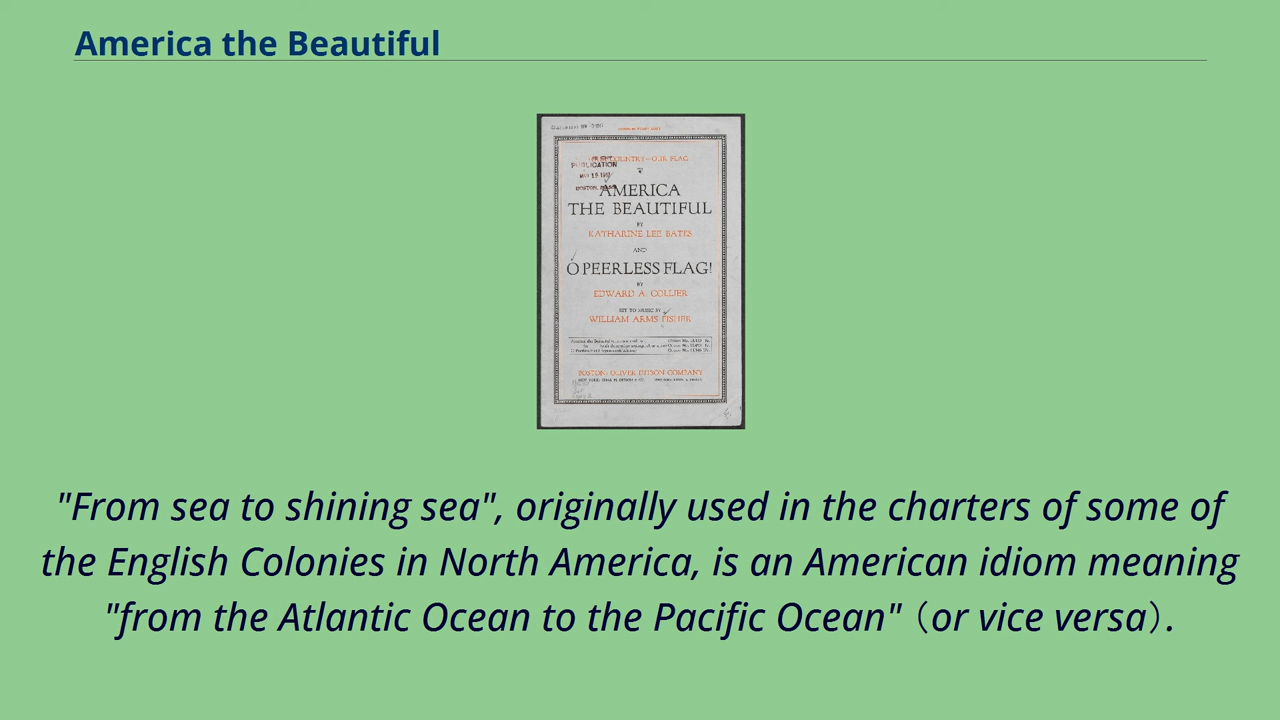 America the Beautiful
PUBLICATION
BOSTON,
COUNTRY - OUR FLAG
AMERICA
THE BEAUTIFUL
BY
KATHARINE LEE BATES
AND
O PEERLESS FLAG!
BY
EDWARD A. COLLIER
SET TO MUSIC BY
WILLIAM ARMS FISHER
BOSTON: OLIVER DITSON COMPANY
"From sea to shining sea", originally used in the charters of some of
the English Colonies in North America, is an American idiom meaning
"from the Atlantic Ocean to the Pacific Ocean" (or vice versa).